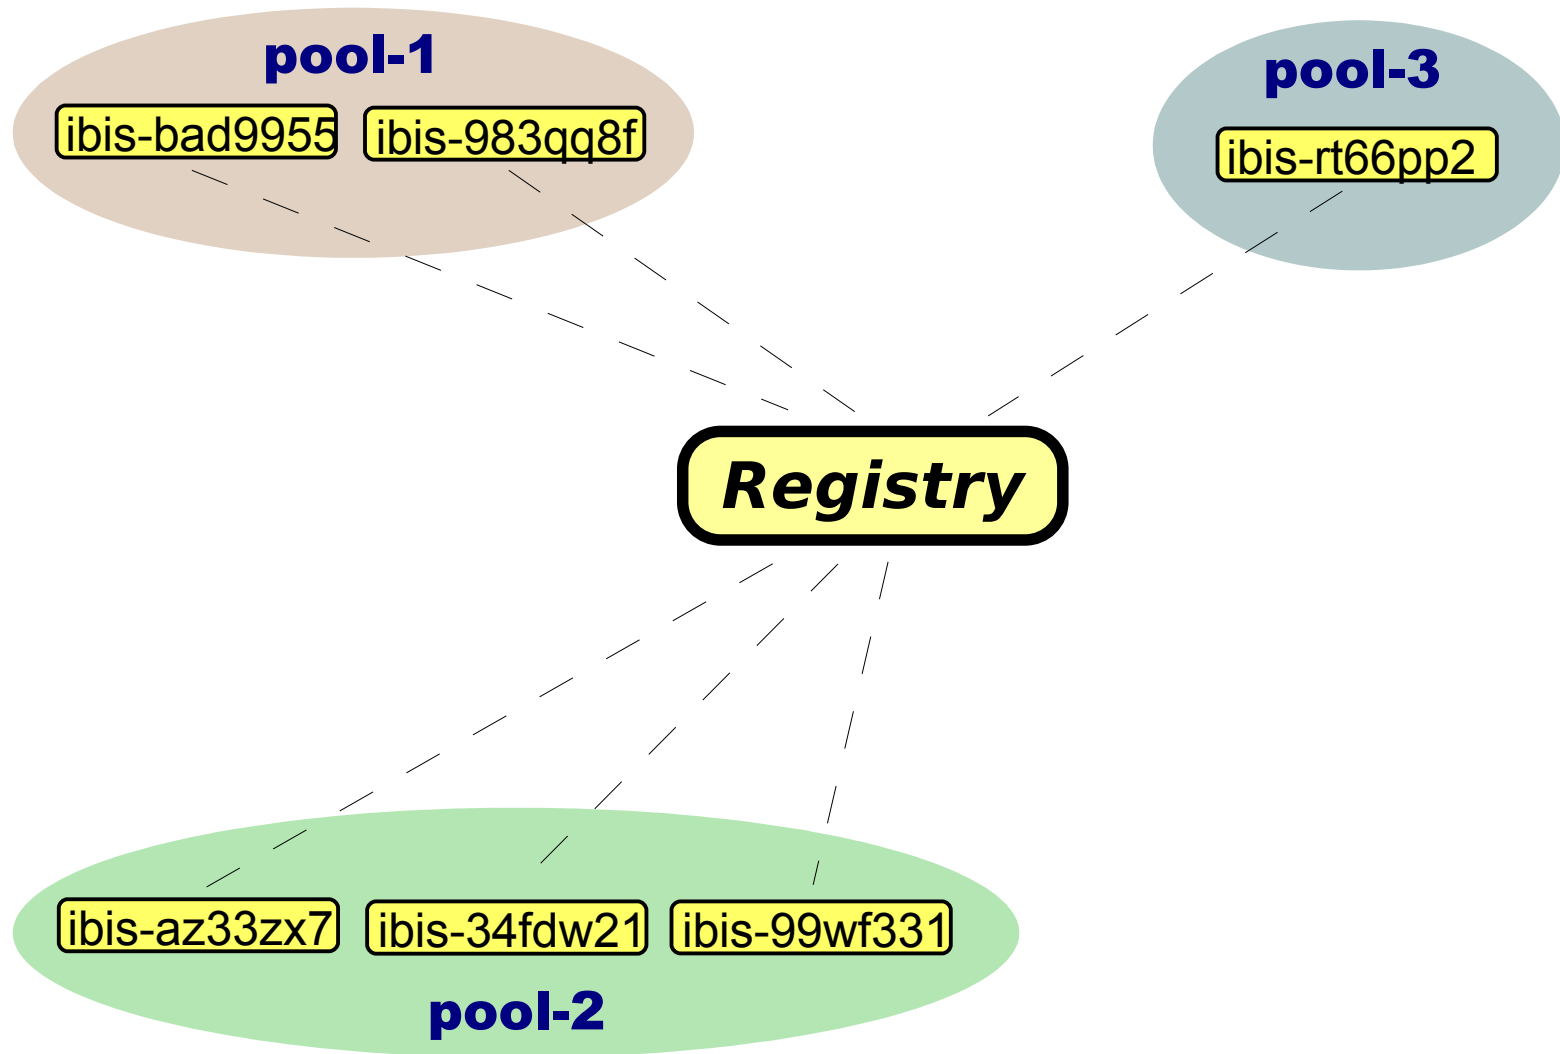 pool-1
ibis-bad9955
ibis-983qq8f
pool-3
ibis-rt66pp2
Registry
ibis-az33zx7
ibis-34fdw21
ibis-99wf331
pool-2